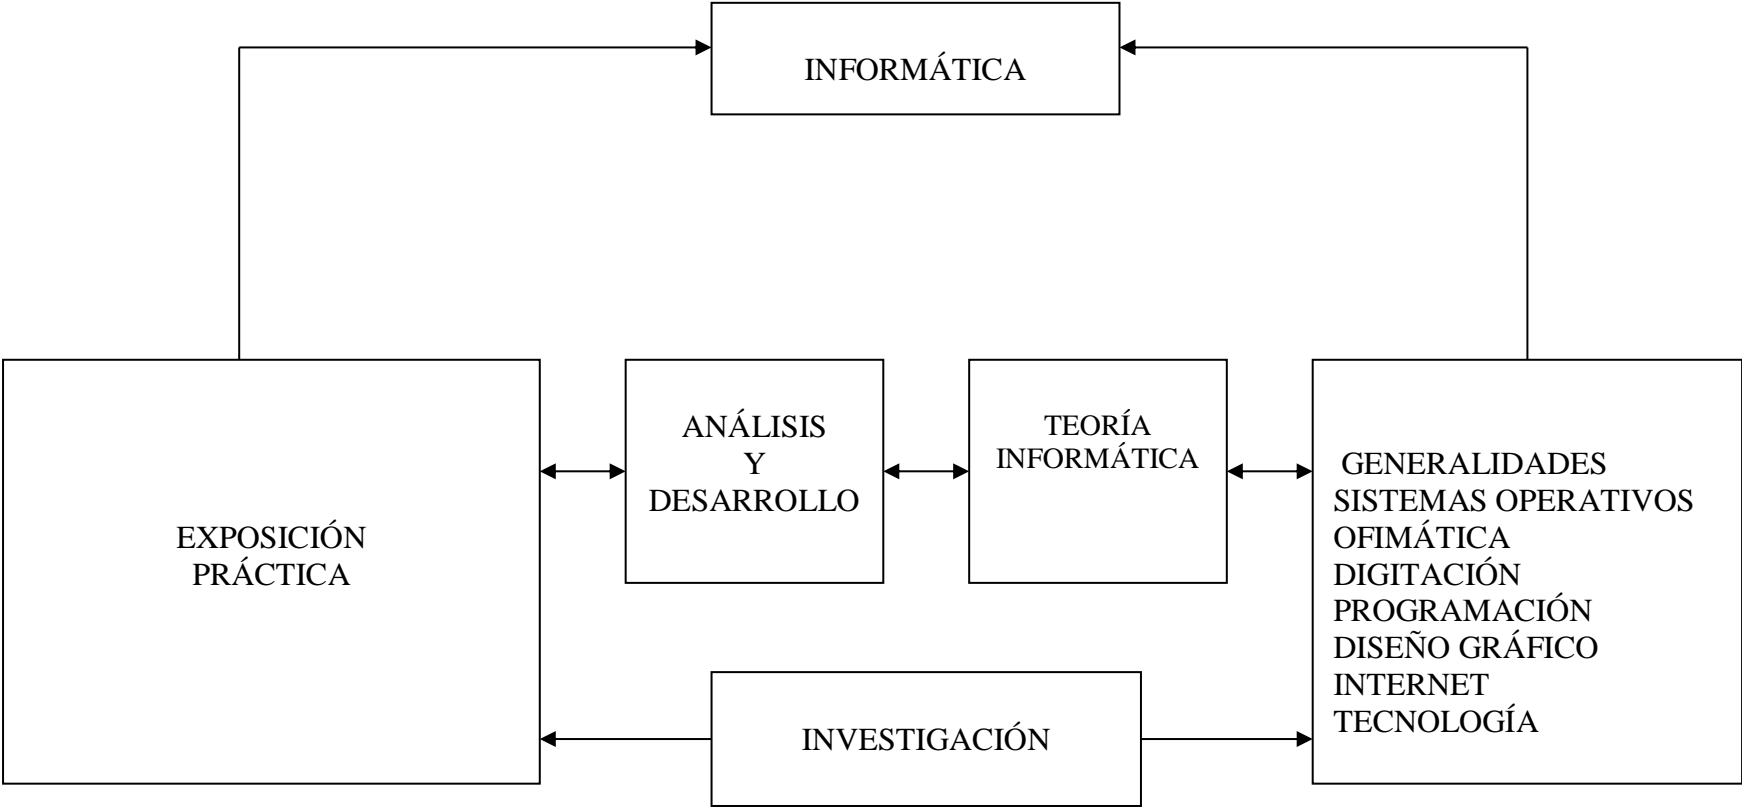 INFORMÁTICA
EXPOSICIÓN
PRÁCTICA
ANÁLISIS
Y
DESARROLLO
TEORÍA
INFORMÁTICA
GENERALIDADES
SISTEMAS OPERATIVOS
OFIMÁTICA
DIGITACIÓN
PROGRAMACIÓN
DISEÑO GRÁFICO
INTERNET
TECNOLOGÍA
INVESTIGACIÓN